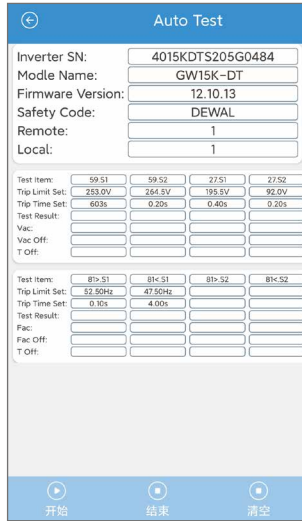 Auto Test
Inverter SN: 4015KDTS205G0484
Modle Name: GW15K-DT
Firmware Version: 12.10.13
Safety Code: DEWAL
Remote: 1
Local: 1
Test Item: 59.S1 59.S2 27.S1 27.S2
Trip Limit Set: 253.0V 264.5V 195.5V 92.0V
Trip Time Set: 603s 0.20s 0.40s 0.20s
Test Result:
Vac:
Vac Off:
T Off:
Test Item: 81>.S1 81<.S1 81>.S2 81<.S2
Trip Limit Set: 52.50Hz 47.50Hz
Trip Time Set: 0.10s 4.00s
Test Result:
Fac:
Fac Off:
T Off:
开始 结束 清空